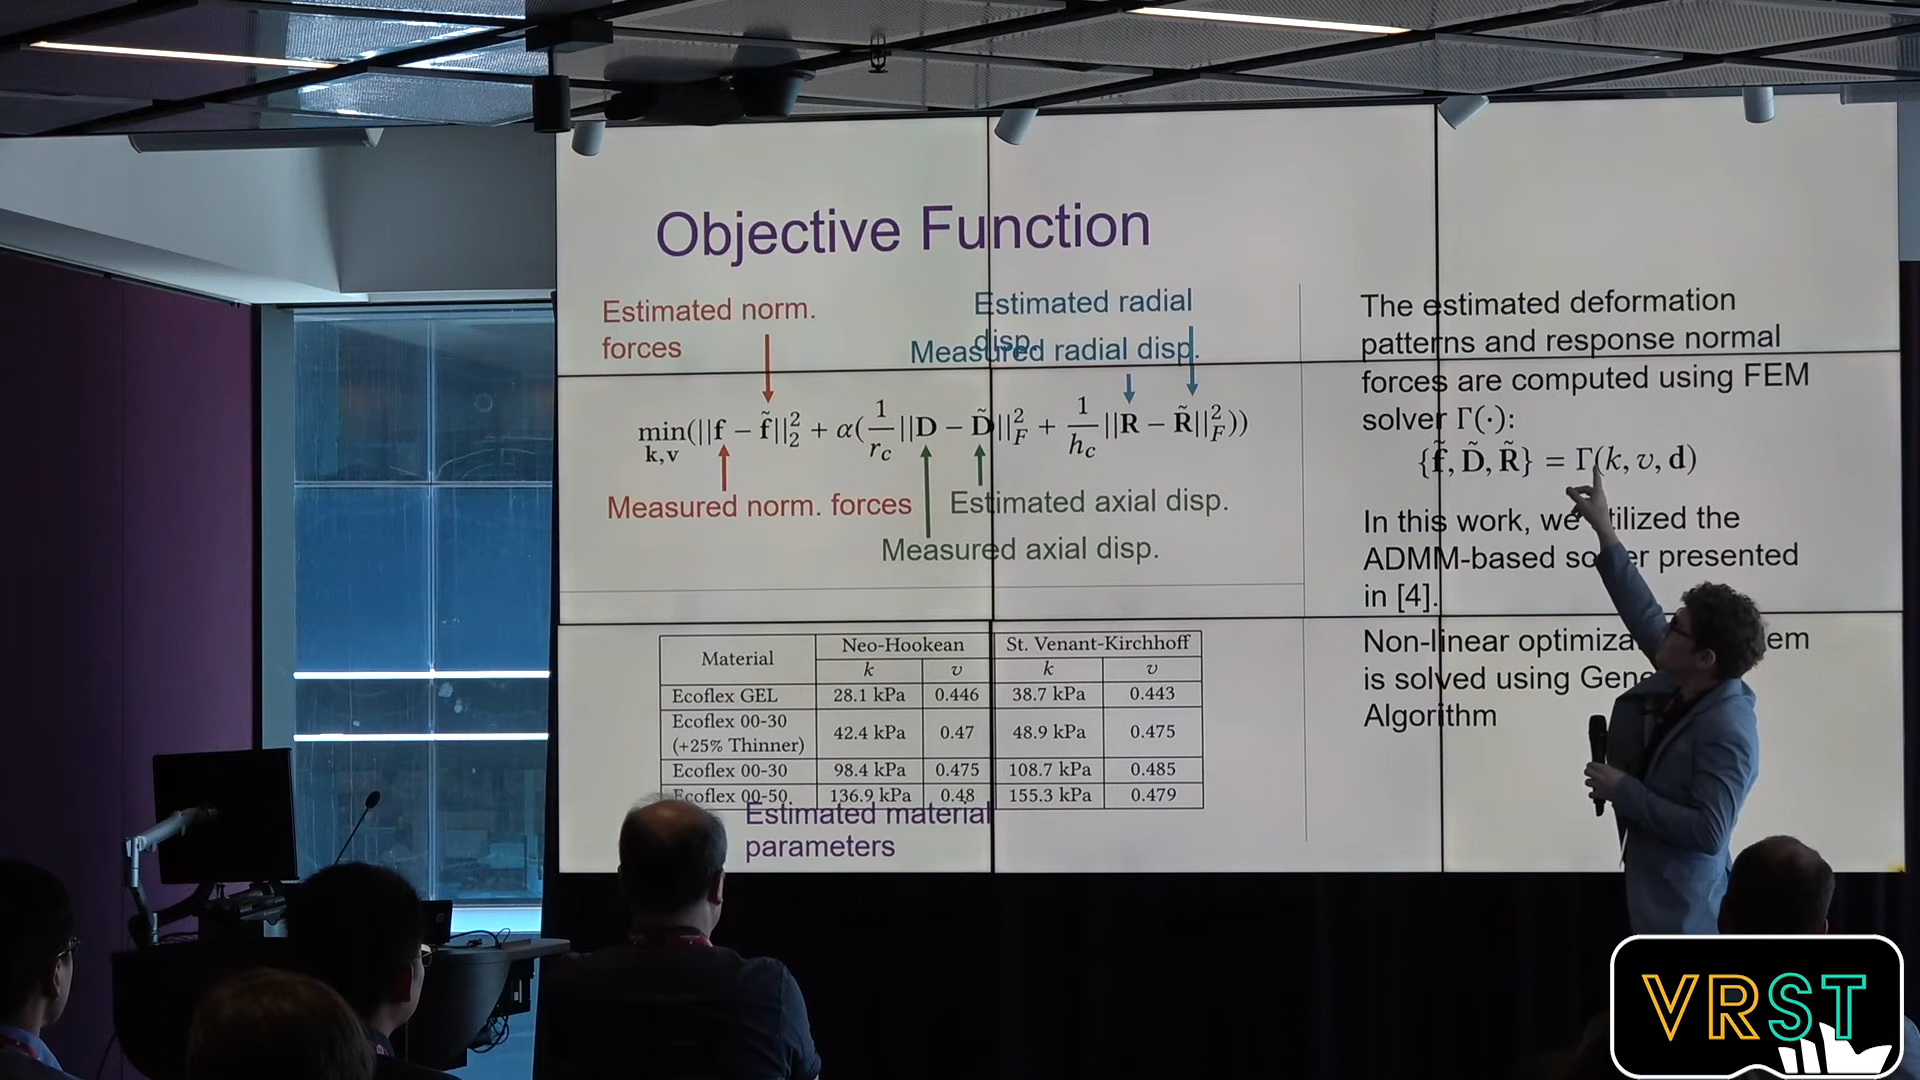 Objective Function
Estimated norm.
forces
Estimated radial
disp.
Measured radial disp.
min(||f − f̃||₂² + α(1/r_c ||D − D̃||_F² + 1/h_c ||R − R̃||_F²))
k,v
Measured norm. forces
Estimated axial disp.
Measured axial disp.
Material | Neo-Hookean | St. Venant-Kirchhoff
k | υ | k | υ
Ecoflex GEL | 28.1 kPa | 0.446 | 38.7 kPa | 0.443
Ecoflex 00-30
(+25% Thinner) | 42.4 kPa | 0.47 | 48.9 kPa | 0.475
Ecoflex 00-30 | 98.4 kPa | 0.475 | 108.7 kPa | 0.485
Ecoflex 00-50 | 136.9 kPa | 0.48 | 155.3 kPa | 0.479
Estimated material
parameters
The estimated deformation
patterns and response normal
forces are computed using FEM
solver Γ(·):
{f̃, D̃, R̃} = Γ(k, υ, d)
In this work, we utilized the
ADMM-based solver presented
in [4].
Non-linear
is solved using
Algorithm
VRST